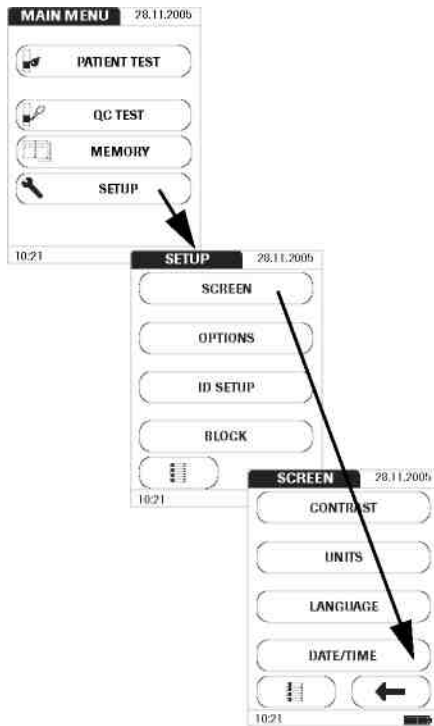 MAIN MENU 28.11.2005
PATIENT TEST
QC TEST
MEMORY
SETUP
10:21
SETUP 28.11.2005
SCREEN
OPTIONS
ID SETUP
BLOCK
10:21
SCREEN 28.11.2005
CONTRAST
UNITS
LANGUAGE
DATE/TIME
10:21